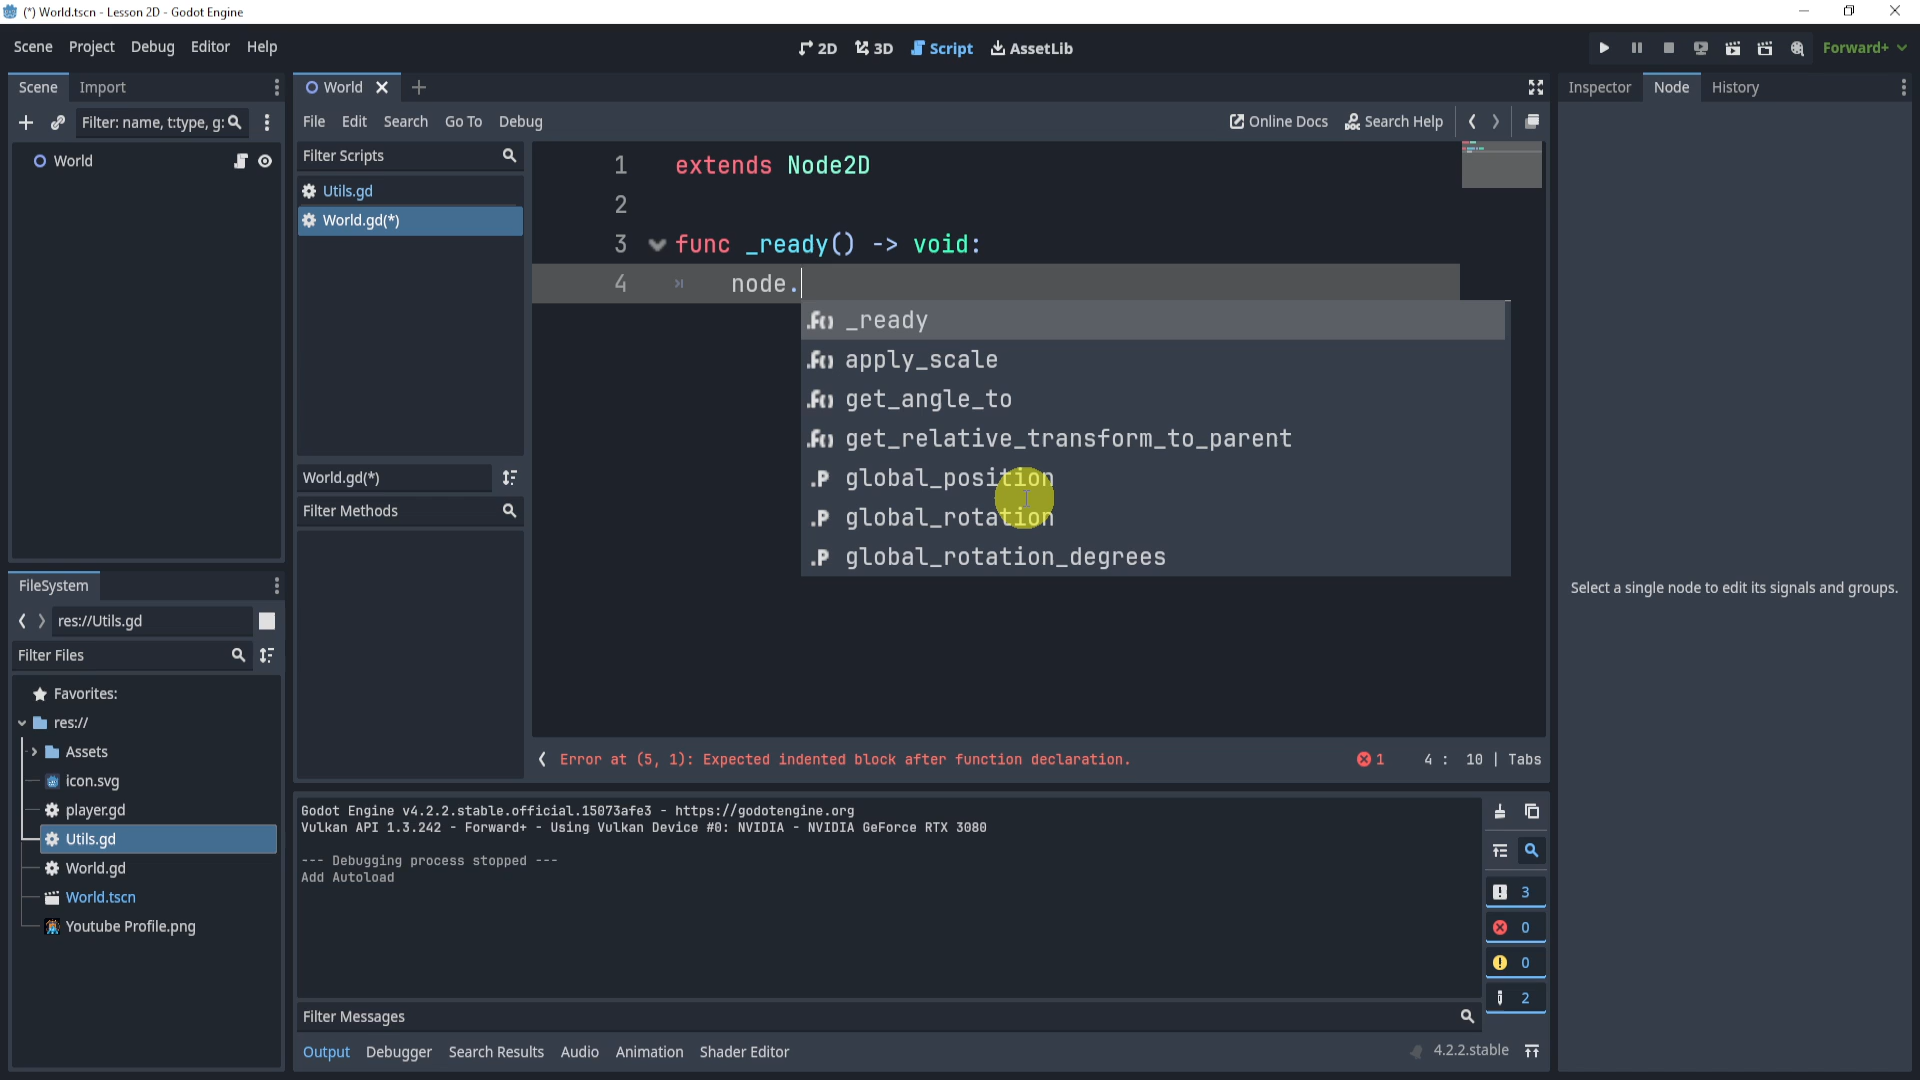 (*) World.tscn - Lesson 2D - Godot Engine
Scene Project Debug Editor Help
2D 3D Script AssetLib
Forward+
Scene Import
Filter: name, t:type, g:
World
FileSystem
res://Utils.gd
Filter Files
Favorites:
res://
Assets
icon.svg
player.gd
Utils.gd
World.gd
World.tscn
Youtube Profile.png
World
File Edit Search Go To Debug
Online Docs Search Help
Filter Scripts
Utils.gd
World.gd(*)
World.gd(*)
Filter Methods
1 extends Node2D
2
3 func _ready() -> void:
4 node.
_ready
apply_scale
get_angle_to
get_relative_transform_to_parent
global_position
global_rotation
global_rotation_degrees
Error at (5, 1): Expected indented block after function declaration.
1 4 : 10 | Tabs
Godot Engine v4.2.2.stable.official.15073afe3 - https://godotengine.org
Vulkan API 1.3.242 - Forward+ - Using Vulkan Device #0: NVIDIA - NVIDIA GeForce RTX 3080
--- Debugging process stopped ---
Add Autoload
3
0
0
2
Filter Messages
Output Debugger Search Results Audio Animation Shader Editor
4.2.2.stable
Inspector Node History
Select a single node to edit its signals and groups.